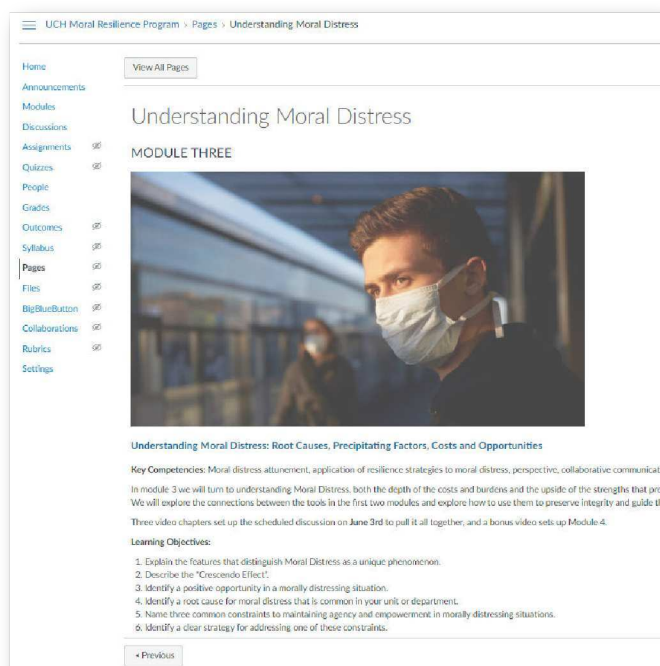 UCH Moral Resilience Program › Pages › Understanding Moral Distress
Home
Announcements
Modules
Discussions
Assignments
Quizzes
People
Grades
Outcomes
Syllabus
Pages
Files
BigBlueButton
Collaborations
Rubrics
Settings
View All Pages
Understanding Moral Distress
MODULE THREE
Understanding Moral Distress: Root Causes, Precipitating Factors, Costs and Opportunities
Key Competencies: Moral distress attunement, application of resilience strategies to moral distress, perspective, collaborative communicat
In module 3 we will turn to understanding Moral Distress, both the depth of the costs and burdens and the upside of the strengths that pro
We will explore the connections between the tools in the first two modules and explore how to use them to preserve integrity and guide th
Three video chapters set up the scheduled discussion on June 3rd to pull it all together, and a bonus video sets up Module 4.
Learning Objectives:
1. Explain the features that distinguish Moral Distress as a unique phenomenon.
2. Describe the "Crescendo Effect".
3. Identify a positive opportunity in a morally distressing situation.
4. Identify a root cause for moral distress that is common in your unit or department.
5. Name three common constraints to maintaining agency and empowerment in morally distressing situations.
6. Identify a clear strategy for addressing one of these constraints.
◂ Previous